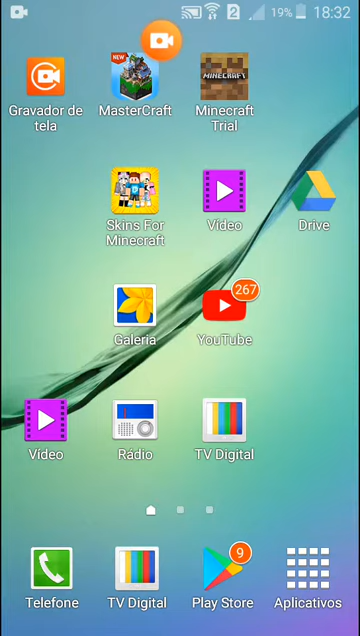 2 19% 18:32
NEW
MINECRAFT
Gravador de
tela
MasterCraft
Minecraft
Trial
Skins For
Minecraft
Vídeo
Drive
267
Galeria
YouTube
Vídeo
Rádio
TV Digital
9
Telefone
TV Digital
Play Store
Aplicativos